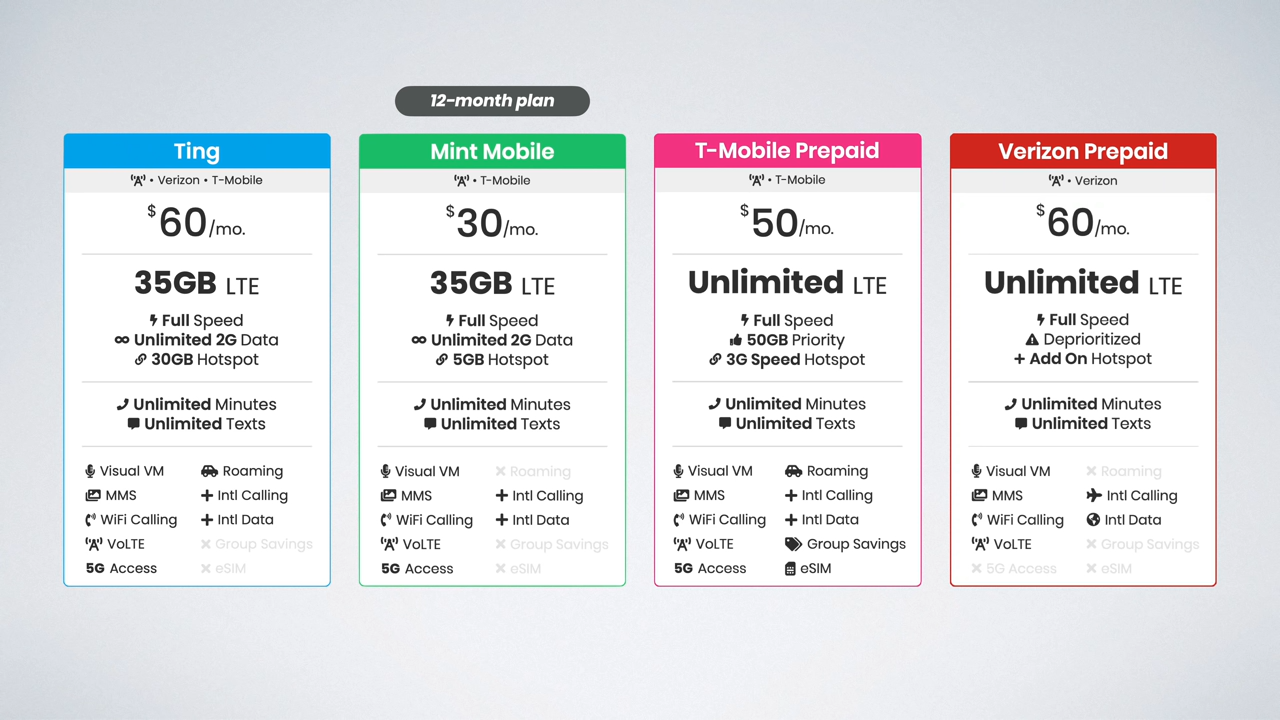 12-month plan
Ting
• Verizon • T-Mobile
$60/mo.
35GB LTE
Full Speed
Unlimited 2G Data
30GB Hotspot
Unlimited Minutes
Unlimited Texts
Visual VM
Roaming
MMS
Intl Calling
WiFi Calling
Intl Data
VoLTE
Group Savings
5G Access
eSIM
Mint Mobile
• T-Mobile
$30/mo.
35GB LTE
Full Speed
Unlimited 2G Data
5GB Hotspot
Unlimited Minutes
Unlimited Texts
Visual VM
Roaming
MMS
Intl Calling
WiFi Calling
Intl Data
VoLTE
Group Savings
5G Access
eSIM
T-Mobile Prepaid
• T-Mobile
$50/mo.
Unlimited LTE
Full Speed
50GB Priority
3G Speed Hotspot
Unlimited Minutes
Unlimited Texts
Visual VM
Roaming
MMS
Intl Calling
WiFi Calling
Intl Data
VoLTE
Group Savings
5G Access
eSIM
Verizon Prepaid
• Verizon
$60/mo.
Unlimited LTE
Full Speed
Deprioritized
Add On Hotspot
Unlimited Minutes
Unlimited Texts
Visual VM
Roaming
MMS
Intl Calling
WiFi Calling
Intl Data
VoLTE
Group Savings
5G Access
eSIM